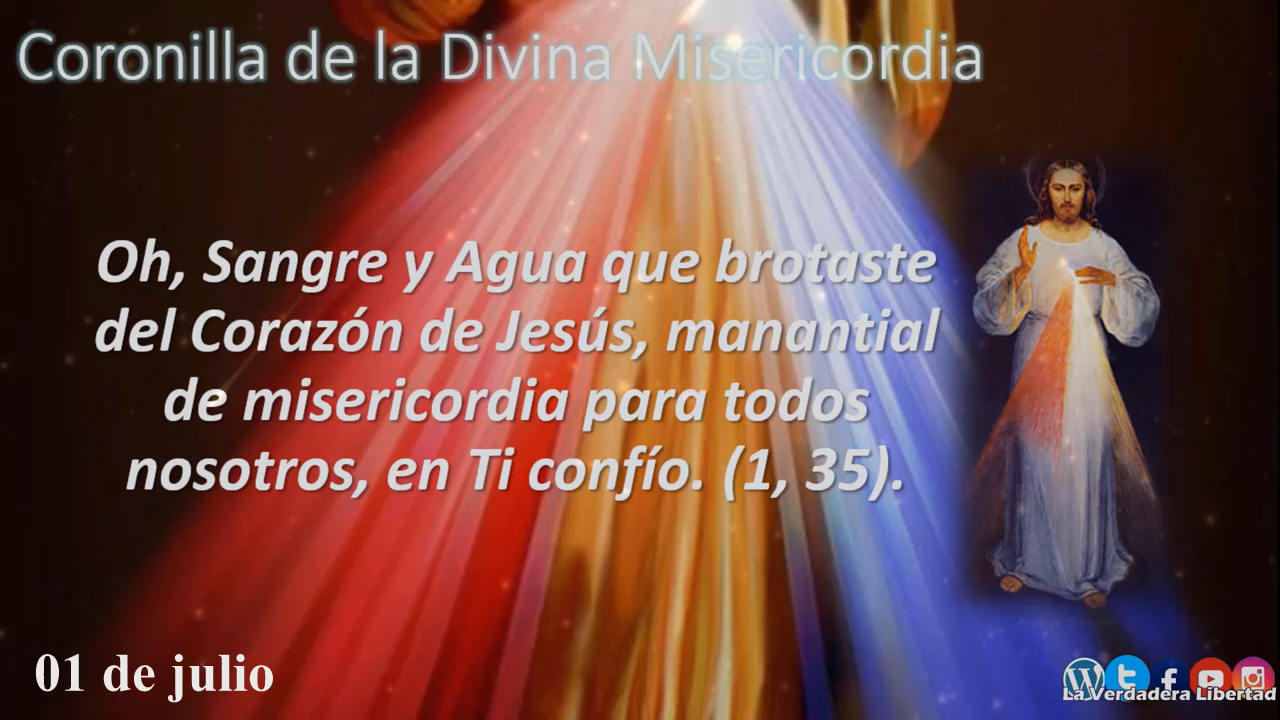 Coronilla de la Divina Misericordia
Oh, Sangre y Agua que brotaste
del Corazón de Jesús, manantial
de misericordia para todos
nosotros, en Ti confío. (1, 35).
01 de julio
La Verdadera Libertad